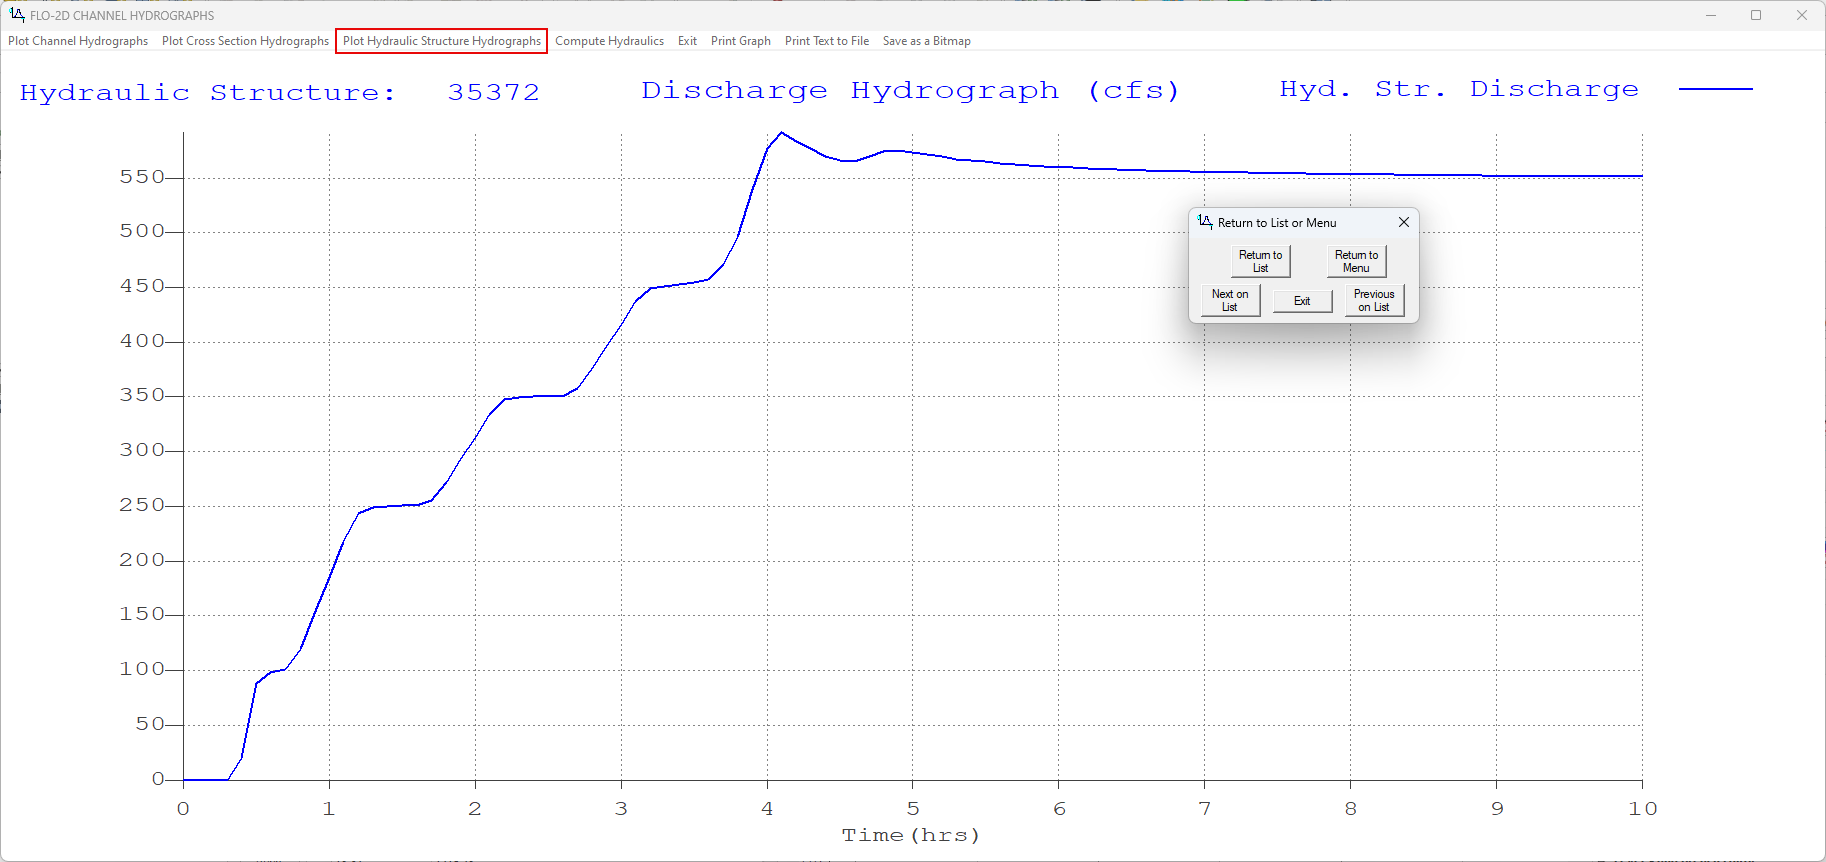 FLO-2D CHANNEL HYDROGRAPHS
Plot Channel Hydrographs Plot Cross Section Hydrographs Plot Hydraulic Structure Hydrographs Compute Hydraulics Exit Print Graph Print Text to File Save as a Bitmap
Hydraulic Structure: 35372 Discharge Hydrograph (cfs) Hyd. Str. Discharge
550
500
450
400
350
300
250
200
150
100
50
0
0 1 2 3 4 5 6 7 8 9 10
Time(hrs)
Return to List or Menu
Return to List
Return to Menu
Next on List
Exit
Previous on List